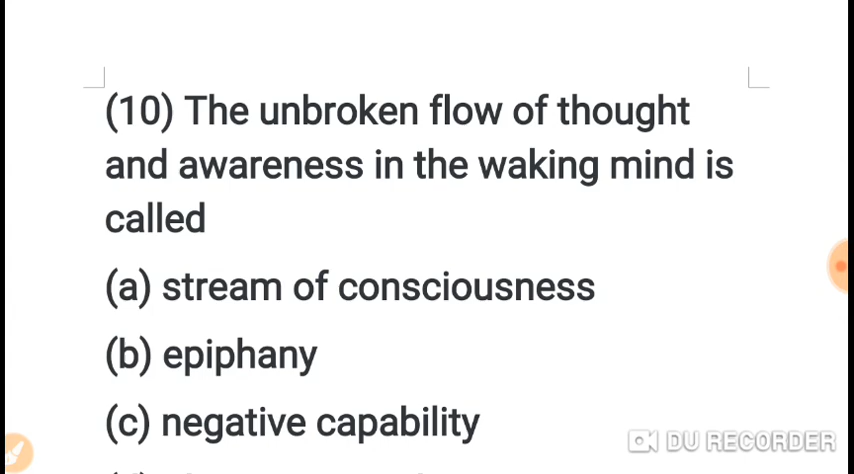 (10) The unbroken flow of thought
and awareness in the waking mind is
called
(a) stream of consciousness
(b) epiphany
(c) negative capability
DU RECORDER